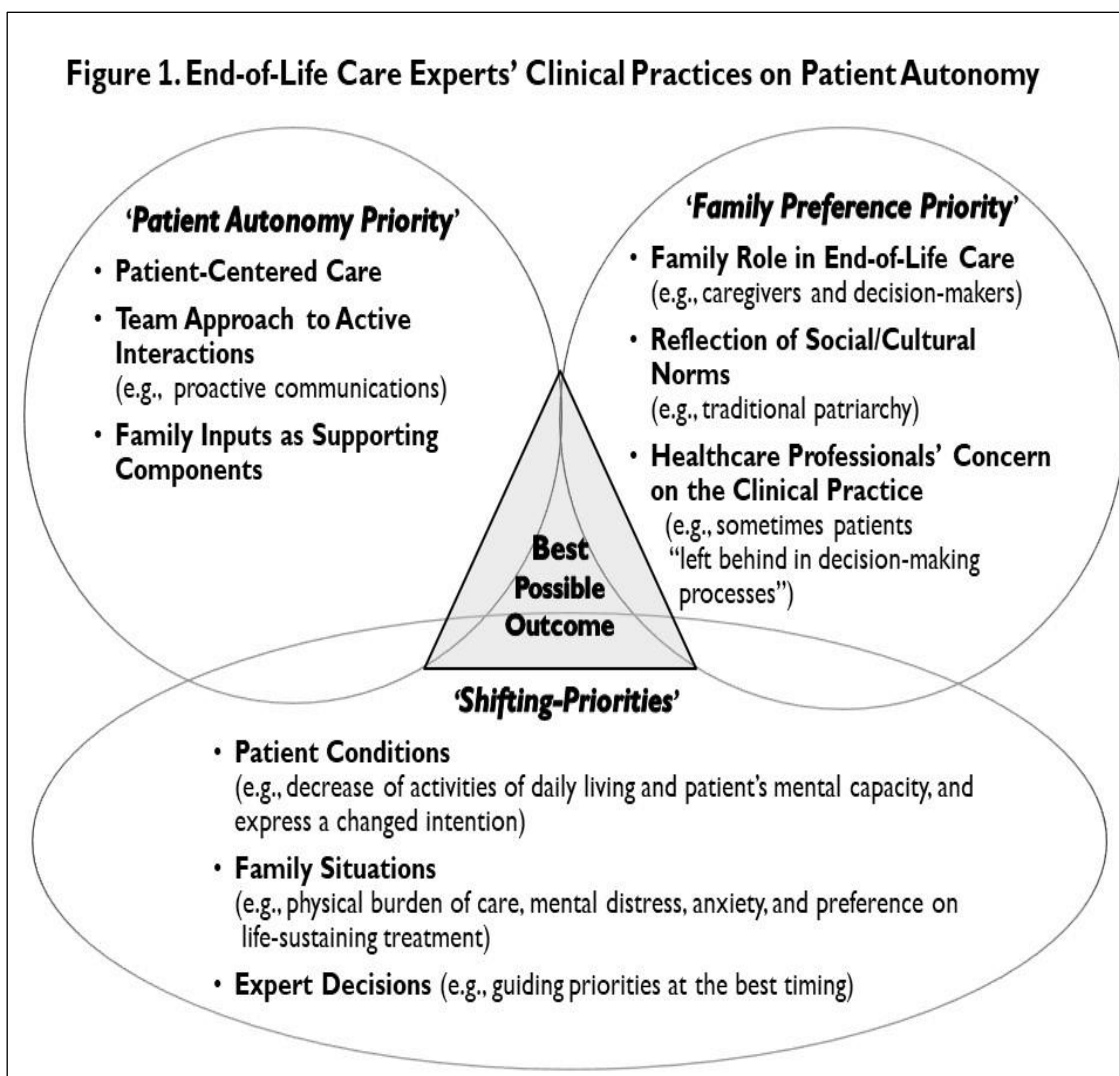 Figure 1. End-of-Life Care Experts' Clinical Practices on Patient Autonomy
'Patient Autonomy Priority'
• Patient-Centered Care
• Team Approach to Active
Interactions
(e.g., proactive communications)
• Family Inputs as Supporting
Components
'Family Preference Priority'
• Family Role in End-of-Life Care
(e.g., caregivers and decision-makers)
• Reflection of Social/Cultural
Norms
(e.g., traditional patriarchy)
• Healthcare Professionals' Concern
on the Clinical Practice
(e.g., sometimes patients
“left behind in decision-making
processes”)
Best
Possible
Outcome
'Shifting-Priorities'
• Patient Conditions
(e.g., decrease of activities of daily living and patient's mental capacity, and
express a changed intention)
• Family Situations
(e.g., physical burden of care, mental distress, anxiety, and preference on
life-sustaining treatment)
• Expert Decisions (e.g., guiding priorities at the best timing)